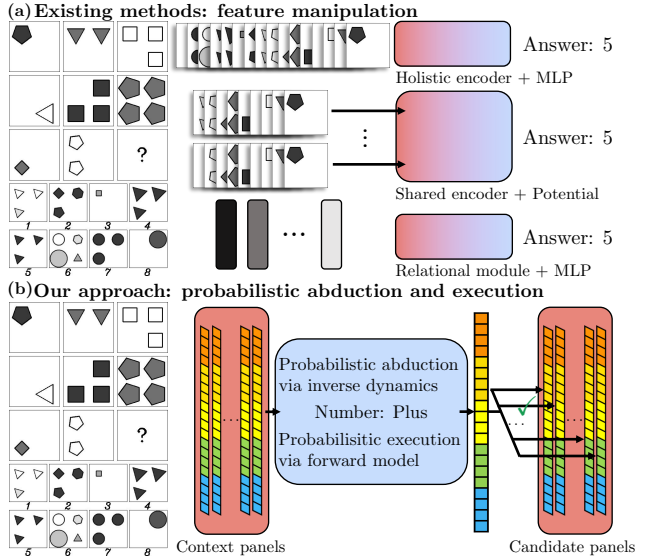 (a) Existing methods: feature manipulation
Answer: 5
Holistic encoder + MLP
Answer: 5
Shared encoder + Potential
Answer: 5
Relational module + MLP
?
1 2 3 4
5 6 7 8
(b) Our approach: probabilistic abduction and execution
?
1 2 3 4
5 6 7 8
Probabilistic abduction
via inverse dynamics
Number: Plus
Probabilisitic execution
via forward model
Context panels
Candidate panels